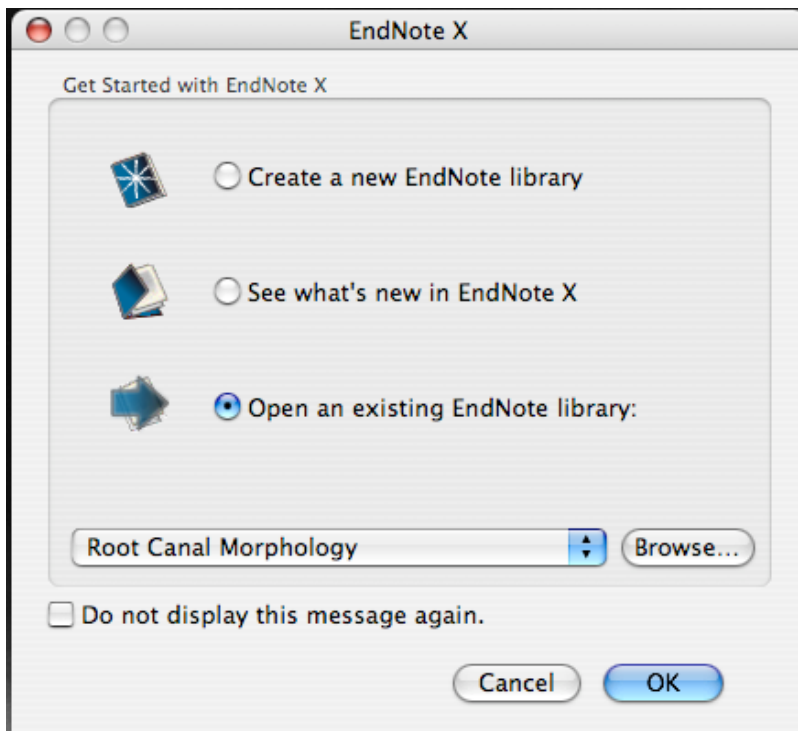 EndNote X
Get Started with EndNote X
Create a new EndNote library
See what's new in EndNote X
Open an existing EndNote library:
Root Canal Morphology Browse...
Do not display this message again.
Cancel OK